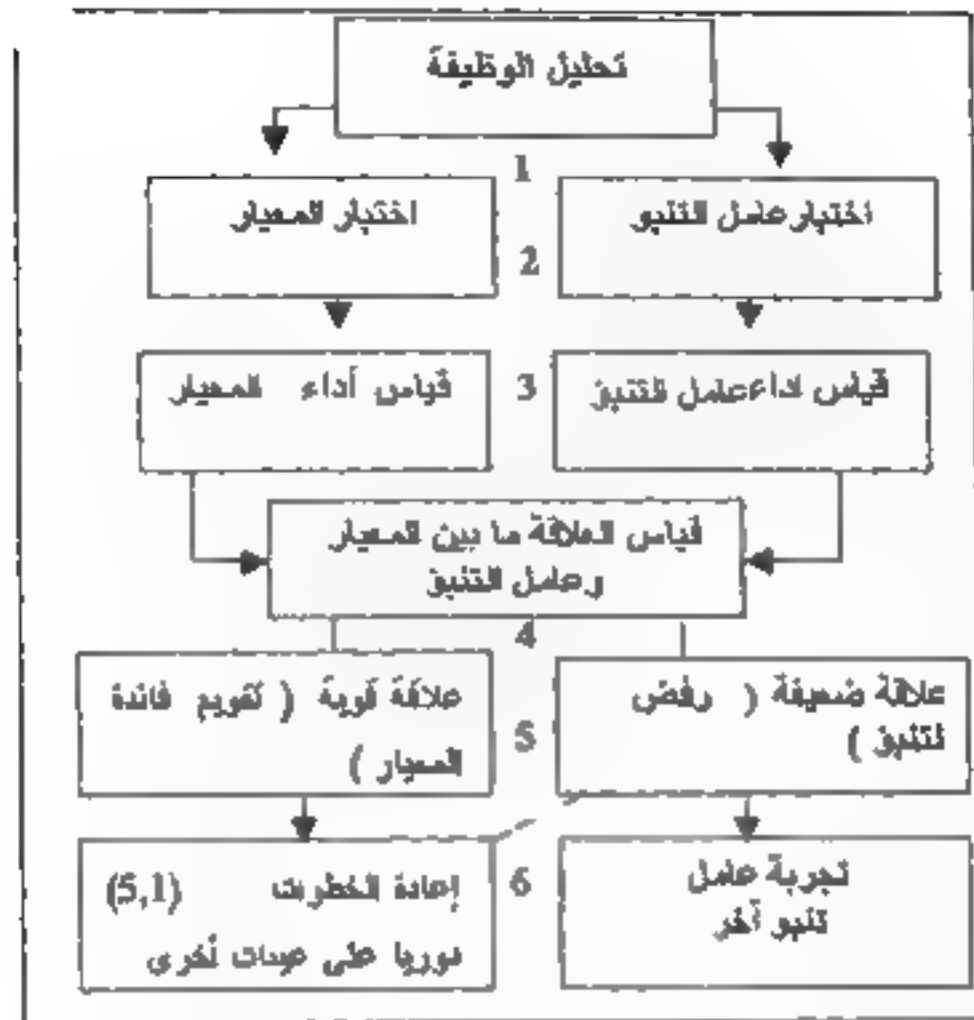 تحليل الوظيفة
1
اختبار عامل التنبو
اختبار المعيار
2
قياس اداء عامل التنبؤ
3
قياس أداء المعيار
قياس العلاقة ما بين المعيار
وعامل التنبؤ
4
علاقة ضعيفة ( رفض
التنبؤ )
5
علاقة قوية ( تقويم فائدة
المعيار )
تجربة عامل
تنبو آخر
6
إعادة الخطوات (5,1)
دوريا على عينات أخرى